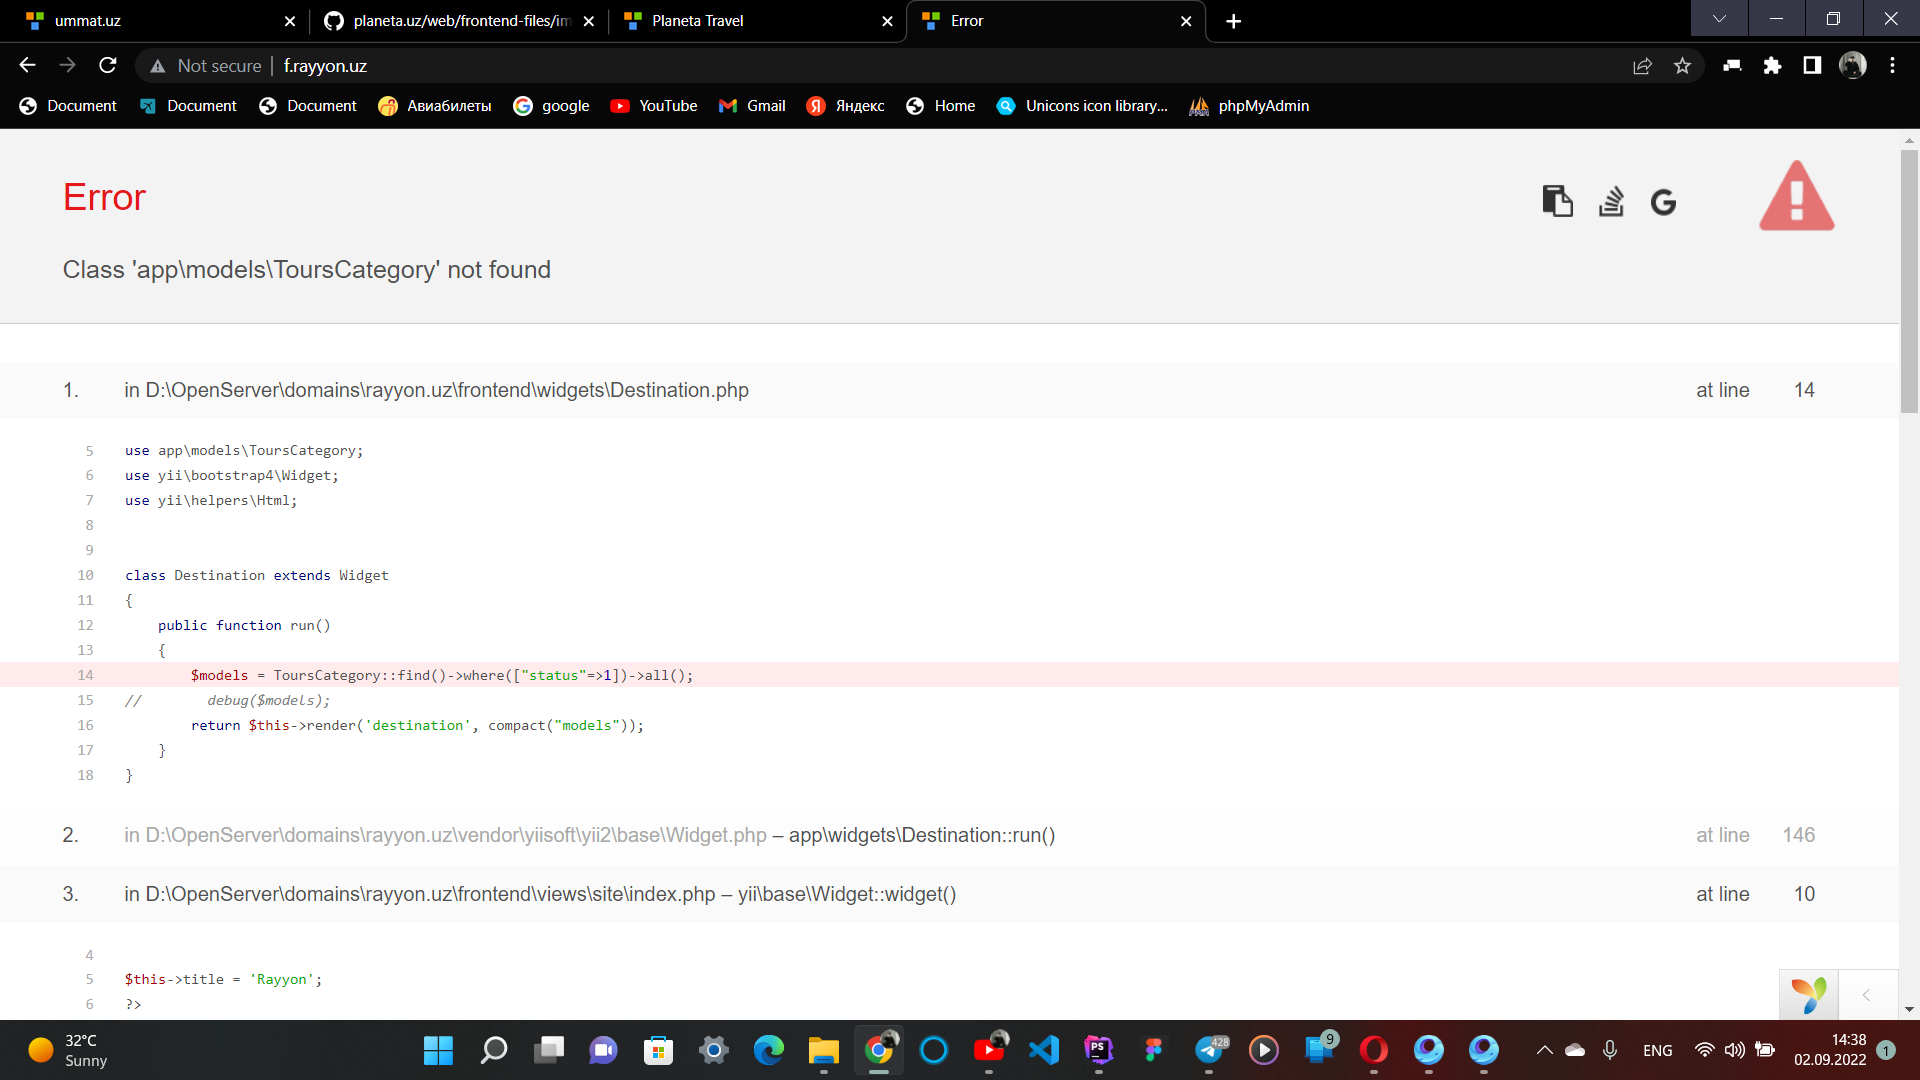 ummat.uz
planeta.uz/web/frontend-files/im
Planeta Travel
Error
Not secure
f.rayyon.uz
Document
Document
Document
Авиабилеты
google
YouTube
Gmail
Яндекс
Home
Unicons icon library...
phpMyAdmin
Error
Class 'app\models\ToursCategory' not found
1. in D:\OpenServer\domains\rayyon.uz\frontend\widgets\Destination.php at line 14
5 use app\models\ToursCategory;
6 use yii\bootstrap4\Widget;
7 use yii\helpers\Html;
8
9
10 class Destination extends Widget
11 {
12 public function run()
13 {
14 $models = ToursCategory::find()->where(["status"=>1])->all();
15 // debug($models);
16 return $this->render('destination', compact("models"));
17 }
18 }
2. in D:\OpenServer\domains\rayyon.uz\vendor\yiisoft\yii2\base\Widget.php – app\widgets\Destination::run() at line 146
3. in D:\OpenServer\domains\rayyon.uz\frontend\views\site\index.php – yii\base\Widget::widget() at line 10
4
5 $this->title = 'Rayyon';
6 ?>
32°C
Sunny
PS
428
9
ENG
14:38
02.09.2022
1